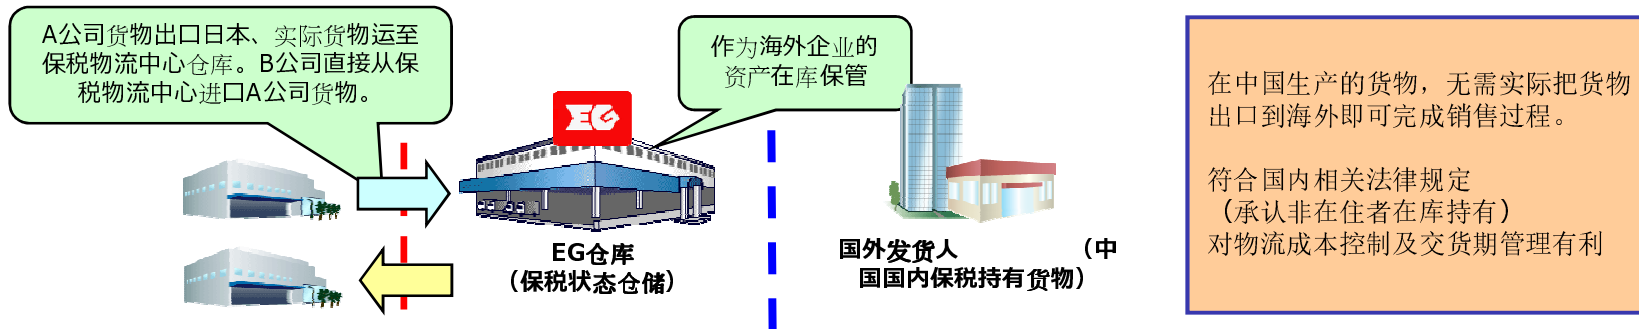 A公司货物出口日本、实际货物运至
保税物流中心仓库。B公司直接从保
税物流中心进口A公司货物。
作为海外企业的
资产在库保管
EG
EG仓库
（保税状态仓储）
国外发货人 （中
国国内保税持有货物）
在中国生产的货物，无需实际把货物
出口到海外即可完成销售过程。
符合国内相关法律规定
（承认非在住者在库持有）
对物流成本控制及交货期管理有利